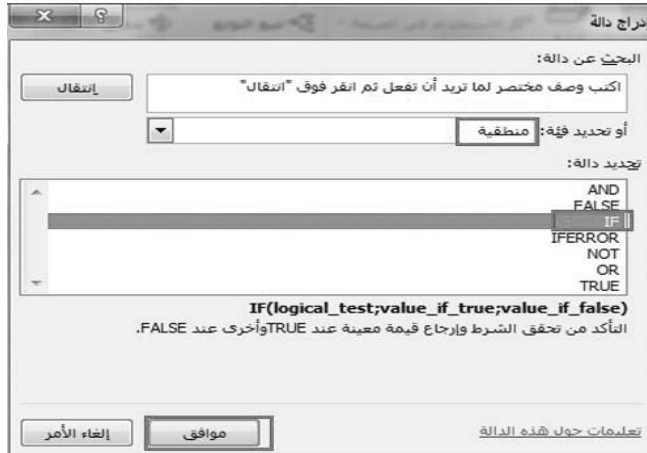 دراج دالة
البحث عن دالة:
اكتب وصف مختصر لما تريد أن تفعل ثم انقر فوق "انتقال"
إنتقال
أو تحديد فئة: منطقية
تحديد دالة:
AND
FALSE
IF
IFERROR
NOT
OR
TRUE
IF(logical_test;value_if_true;value_if_false)
التأكد من تحقق الشرط وإرجاع قيمة معينة عند TRUEوأخرى عند FALSE.
تعليمات حول هذه الدالة
موافق
إلغاء الأمر